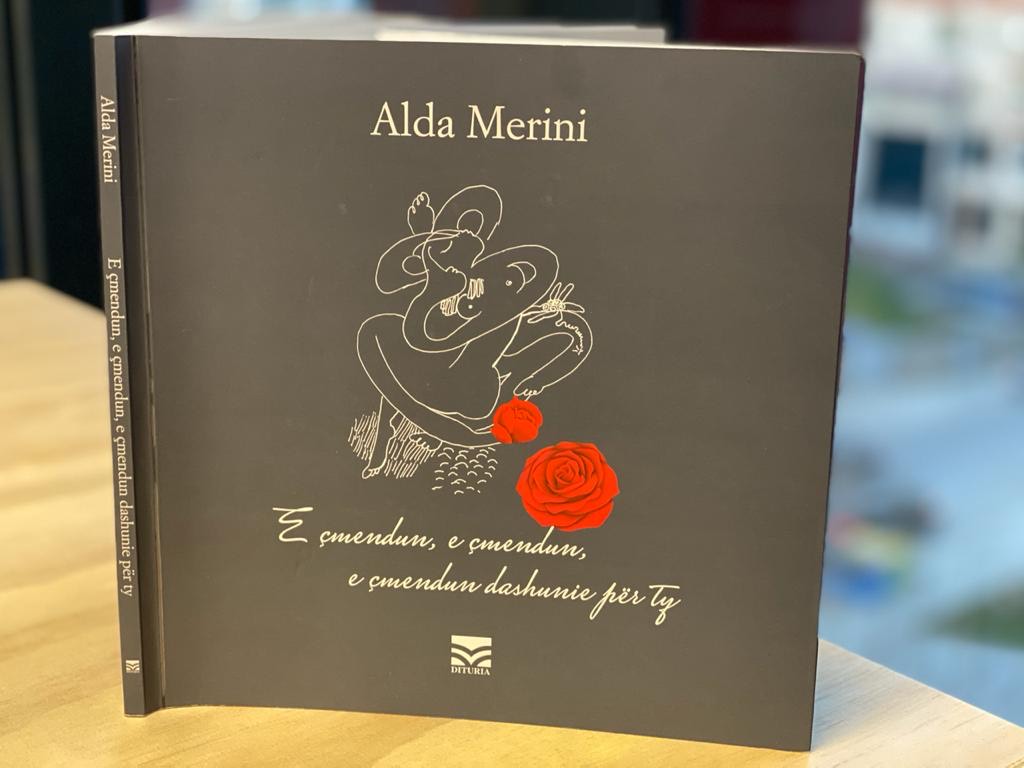 Alda Merini
E çmendun, e çmendun,
e çmendun dashunie për Ty
DITURIA
Alda Merini
E çmendun, e çmendun, e çmendun dashunie për ty